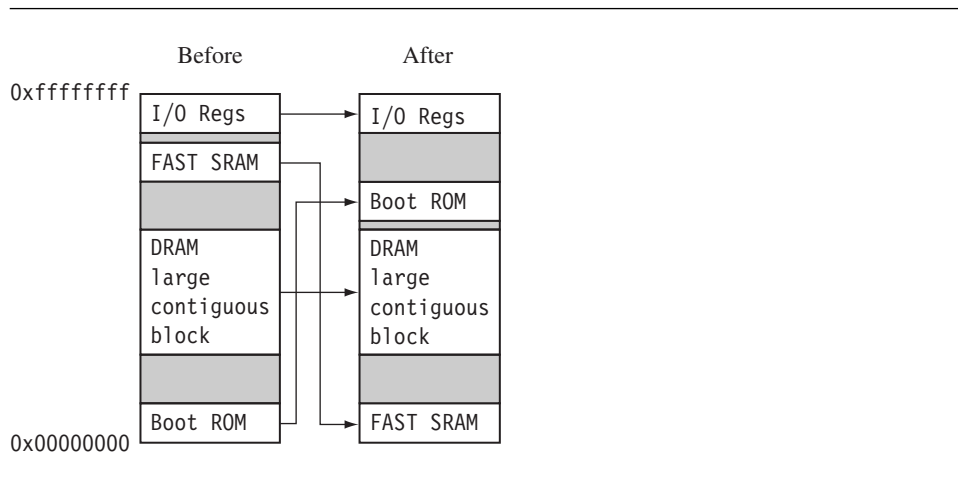 Before
After
0xffffffff
I/O Regs
FAST SRAM
DRAM
large
contiguous
block
Boot ROM
0x00000000
I/O Regs
Boot ROM
DRAM
large
contiguous
block
FAST SRAM